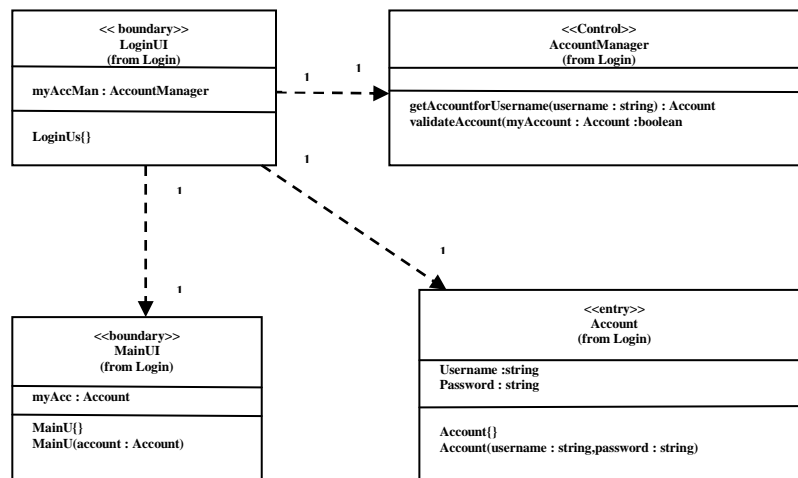 << boundary>>
LoginUI
(from Login)
myAccMan : AccountManager
LoginUs{}
1
1
<<Control>>
AccountManager
(from Login)
getAccountforUsername(username : string) : Account
validateAccount(myAccount : Account :boolean
1
1
1
1
<<boundary>>
MainUI
(from Login)
myAcc : Account
MainU{}
MainU(account : Account)
<<entry>>
Account
(from Login)
Username :string
Password : string
Account{}
Account(username : string,password : string)